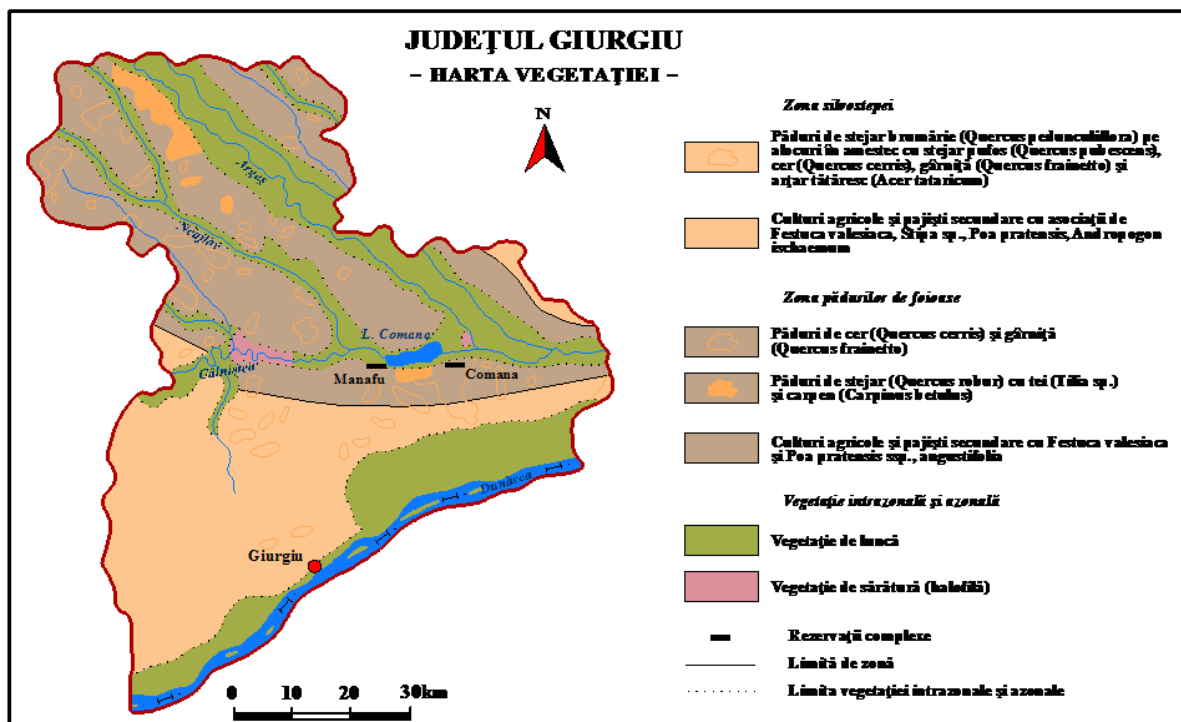 JUDEŢUL GIURGIU
– HARTA VEGETAŢIEI –
N
Zona silvostepei
Păduri de stejar brumărie (Quercus pedunculiflora) pe
alocuri în amestec cu stejar pufos (Quercus pubescens),
cer (Quercus cerris), gârniţă (Quercus frainetto) şi
arţar tătăresc (Acer tataricum)
Culturi agricole şi pajişti secundare cu asociaţii de
Festuca valesiaca, Stipa sp., Poa pratensis, Andropogon
ischaemum
Zona pădurilor de foioase
Păduri de cer (Quercus cerris) şi gârniţă
(Quercus frainetto)
Păduri de stejar (Quercus robur) cu tei (Tilia sp.)
şi carpen (Carpinus betulus)
Culturi agricole şi pajişti secundare cu Festuca valesiaca
şi Poa pratensis ssp., angustifolia
Vegetaţie intrazonală şi azonală
Vegetaţie de luncă
Vegetaţie de sărătură (halofilă)
Rezervaţii complexe
Limită de zonă
Limita vegetaţiei intrazonale şi azonale
Argeş
Neajlov
L. Comana
Câlniştea
Manafu
Comana
Dunărea
Giurgiu
0 10 20 30km